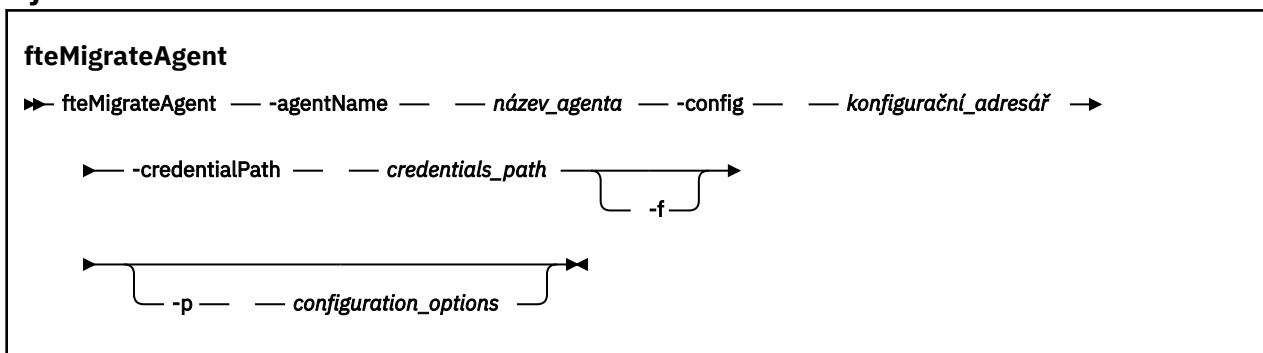 fteMigrateAgent
fteMigrateAgent -agentName název_agenta -config konfigurační_adresář
-credentialPath credentials_path
-f
-p configuration_options